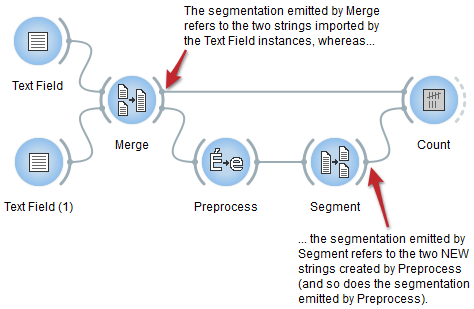 The segmentation emitted by Merge
refers to the two strings imported by
the Text Field instances, whereas...
Text Field
Merge
Count
É e
Text Field (1)
Preprocess
Segment
... the segmentation emitted by
Segment refers to the two NEW
strings created by Preprocess
(and so does the segmentation
emitted by Preprocess).